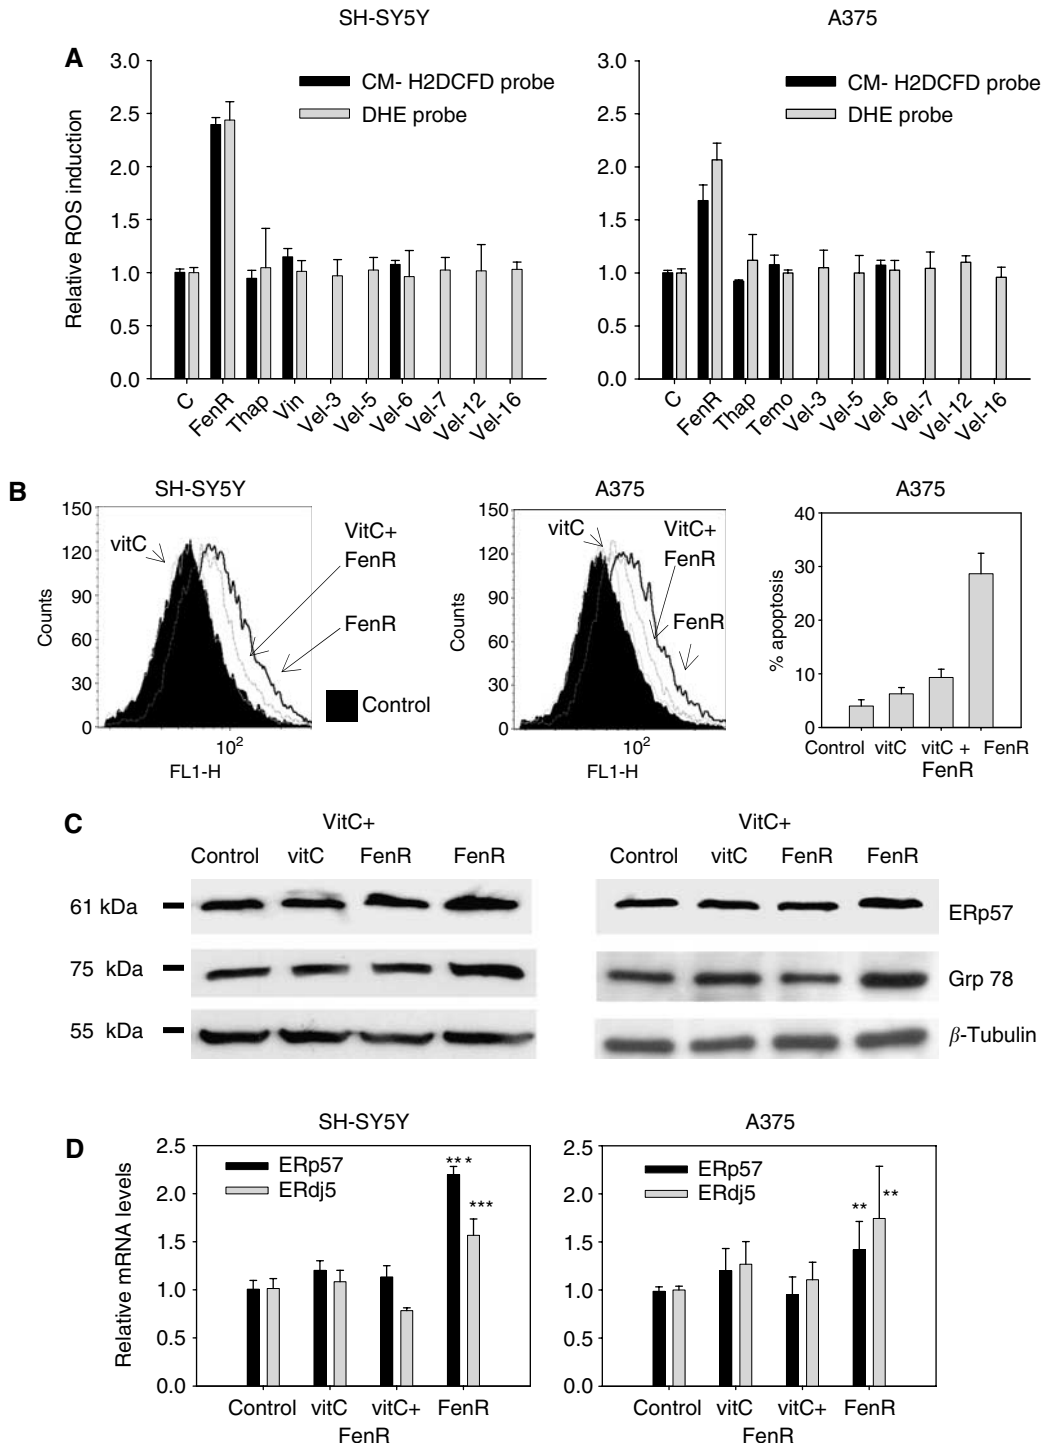 SH-SY5Y
A375
A
3.0
2.5
2.0
1.5
1.0
0.5
0.0
Relative ROS induction
CM- H2DCFD probe
DHE probe
C
FenR
Thap
Vin
Vel-3
Vel-5
Vel-6
Vel-7
Vel-12
Vel-16
3.0
2.5
2.0
1.5
1.0
0.5
0.0
CM- H2DCFD probe
DHE probe
C
FenR
Thap
Temo
Vel-3
Vel-5
Vel-6
Vel-7
Vel-12
Vel-16
B
SH-SY5Y
150
120
90
60
30
0
Counts
vitC
VitC+
FenR
FenR
Control
10²
FL1-H
A375
150
120
90
60
30
0
Counts
vitC
VitC+
FenR
FenR
10²
FL1-H
A375
40
30
20
10
0
% apoptosis
Control
vitC
vitC +
FenR
FenR
C
VitC+
Control vitC FenR FenR
VitC+
Control vitC FenR FenR
61 kDa
ERp57
75 kDa
Grp 78
55 kDa
β-Tubulin
D
SH-SY5Y
2.5
2.0
1.5
1.0
0.5
0.0
Relative mRNA levels
ERp57
ERdj5
***
***
Control vitC vitC+ FenR
FenR
A375
2.5
2.0
1.5
1.0
0.5
0.0
ERp57
ERdj5
**
**
Control vitC vitC+ FenR
FenR